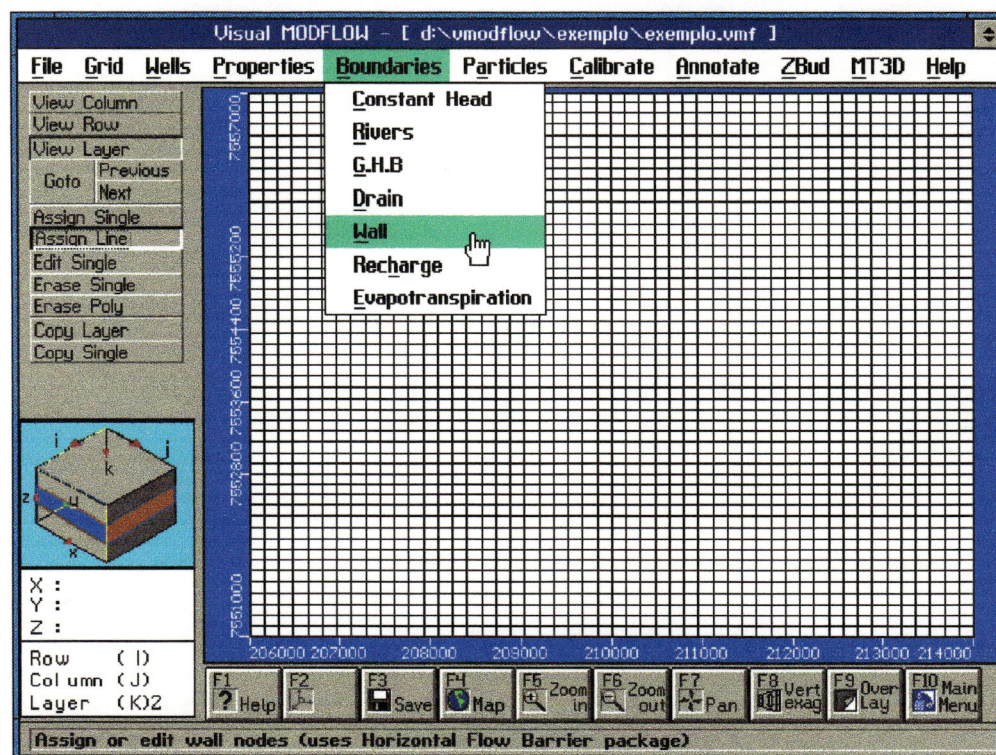 Visual MODFLOW - [ d:\vmodflow\exemplo\exemplo.vmf ]
File Grid Wells Properties Boundaries Particles Calibrate Annotate ZBud MT3D Help
View Column
View Row
View Layer
Goto
Previous
Next
Assign Single
Assign Line
Edit Single
Erase Single
Erase Poly
Copy Layer
Copy Single
Constant Head
Rivers
G.H.B
Drain
Wall
Recharge
Evapotranspiration
7557000
7555200
7554400
7553600
7552800
7551000
206000 207000 208000 209000 210000 211000 212000 213000 214000
i
j
k
z
u
x
X :
Y :
Z :
Row ( I)
Column (J)
Layer (K)2
F1 ? Help
F2
F3 Save
F4 Map
F5 Zoom in
F6 Zoom out
F7 Pan
F8 Vert exag
F9 Over Lay
F10 Main Menu
Assign or edit wall nodes (uses Horizontal Flow Barrier package)